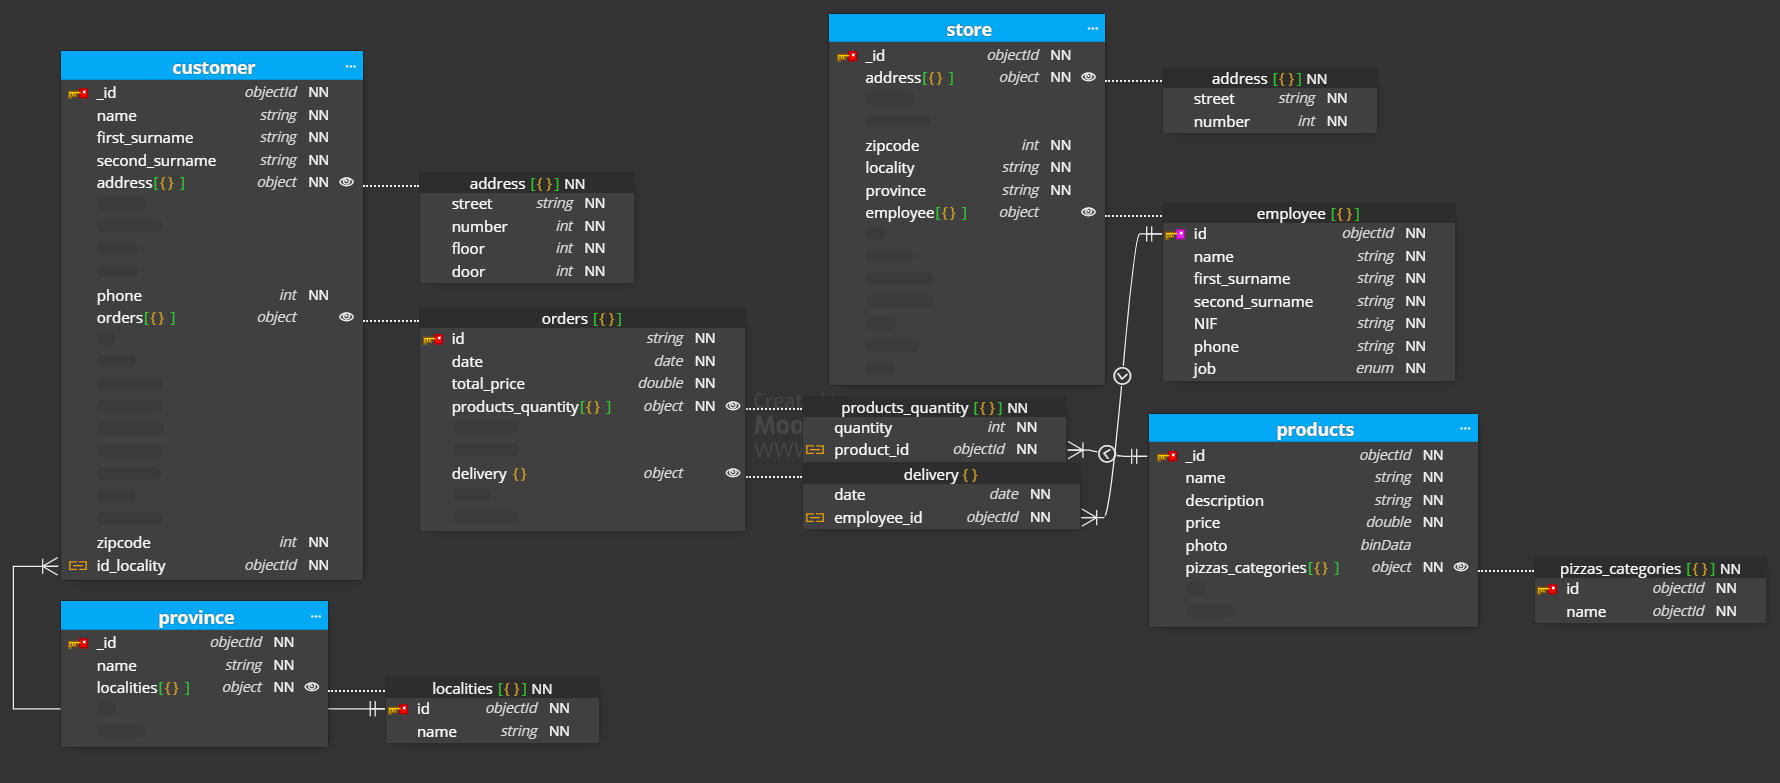 customer ...
_id objectId NN
name string NN
first_surname string NN
second_surname string NN
address[{} ] object NN
phone int NN
orders[{} ] object
zipcode int NN
id_locality objectId NN
address [{}] NN
street string NN
number int NN
floor int NN
door int NN
orders [{}]
id string NN
date date NN
total_price double NN
products_quantity[{} ] object NN
delivery {} object
products_quantity [{}] NN
quantity int NN
product_id objectId NN
delivery {}
date date NN
employee_id objectId NN
store ...
_id objectId NN
address[{} ] object NN
zipcode int NN
locality string NN
province string NN
employee[{} ] object
address [{}] NN
street string NN
number int NN
employee [{}]
id objectId NN
name string NN
first_surname string NN
second_surname string NN
NIF string NN
phone string NN
job enum NN
products ...
_id objectId NN
name string NN
description string NN
price double NN
photo binData
pizzas_categories[{} ] object NN
pizzas_categories [{}] NN
id objectId NN
name objectId NN
province ...
_id objectId NN
name string NN
localities[{} ] object NN
localities [{}] NN
id objectId NN
name string NN